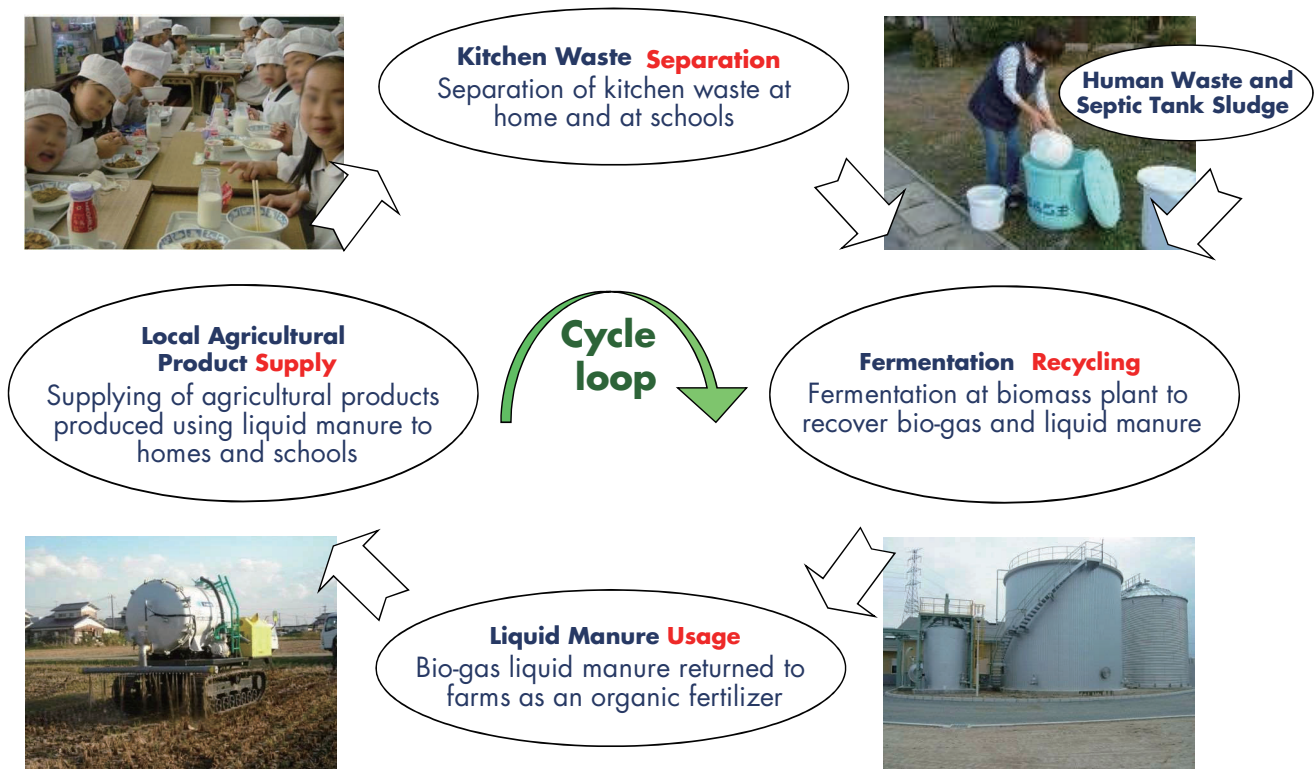 Kitchen Waste Separation
Separation of kitchen waste at
home and at schools
Human Waste and
Septic Tank Sludge
Local Agricultural
Product Supply
Supplying of agricultural products
produced using liquid manure to
homes and schools
Cycle
loop
Fermentation Recycling
Fermentation at biomass plant to
recover bio-gas and liquid manure
Liquid Manure Usage
Bio-gas liquid manure returned to
farms as an organic fertilizer